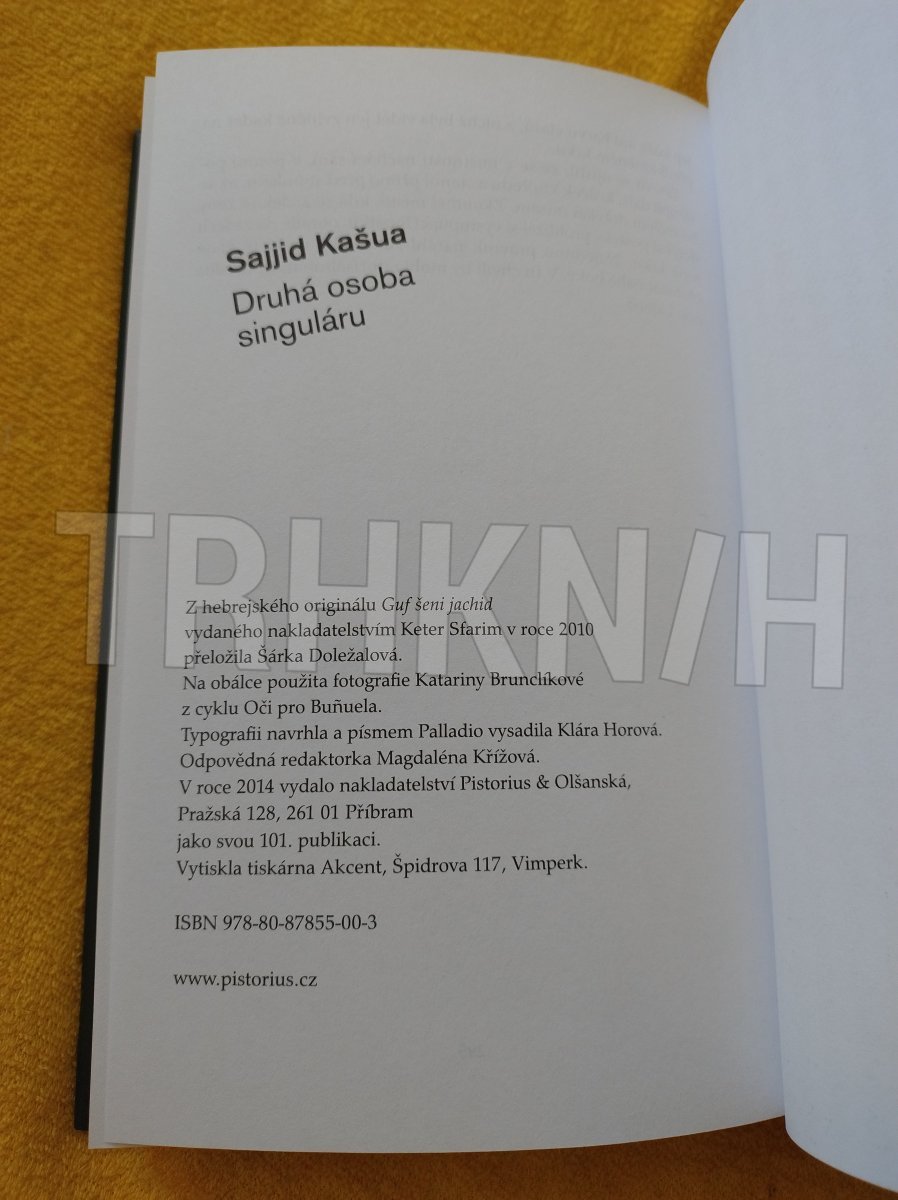 Sajjid Kašua
Druhá osoba
singuláru
TRHKNIH
Z hebrejského originálu Guf šeni jachid
vydaného nakladatelstvím Keter Sfarim v roce 2010
přeložila Šárka Doležalová.
Na obálce použita fotografie Katariny Brunclíkové
z cyklu Oči pro Buñuela.
Typografii navrhla a písmem Palladio vysadila Klára Horová.
Odpovědná redaktorka Magdaléna Křížová.
V roce 2014 vydalo nakladatelství Pistorius & Olšanská,
Pražská 128, 261 01 Příbram
jako svou 101. publikaci.
Vytiskla tiskárna Akcent, Špidrova 117, Vimperk.
ISBN 978-80-87855-00-3
www.pistorius.cz